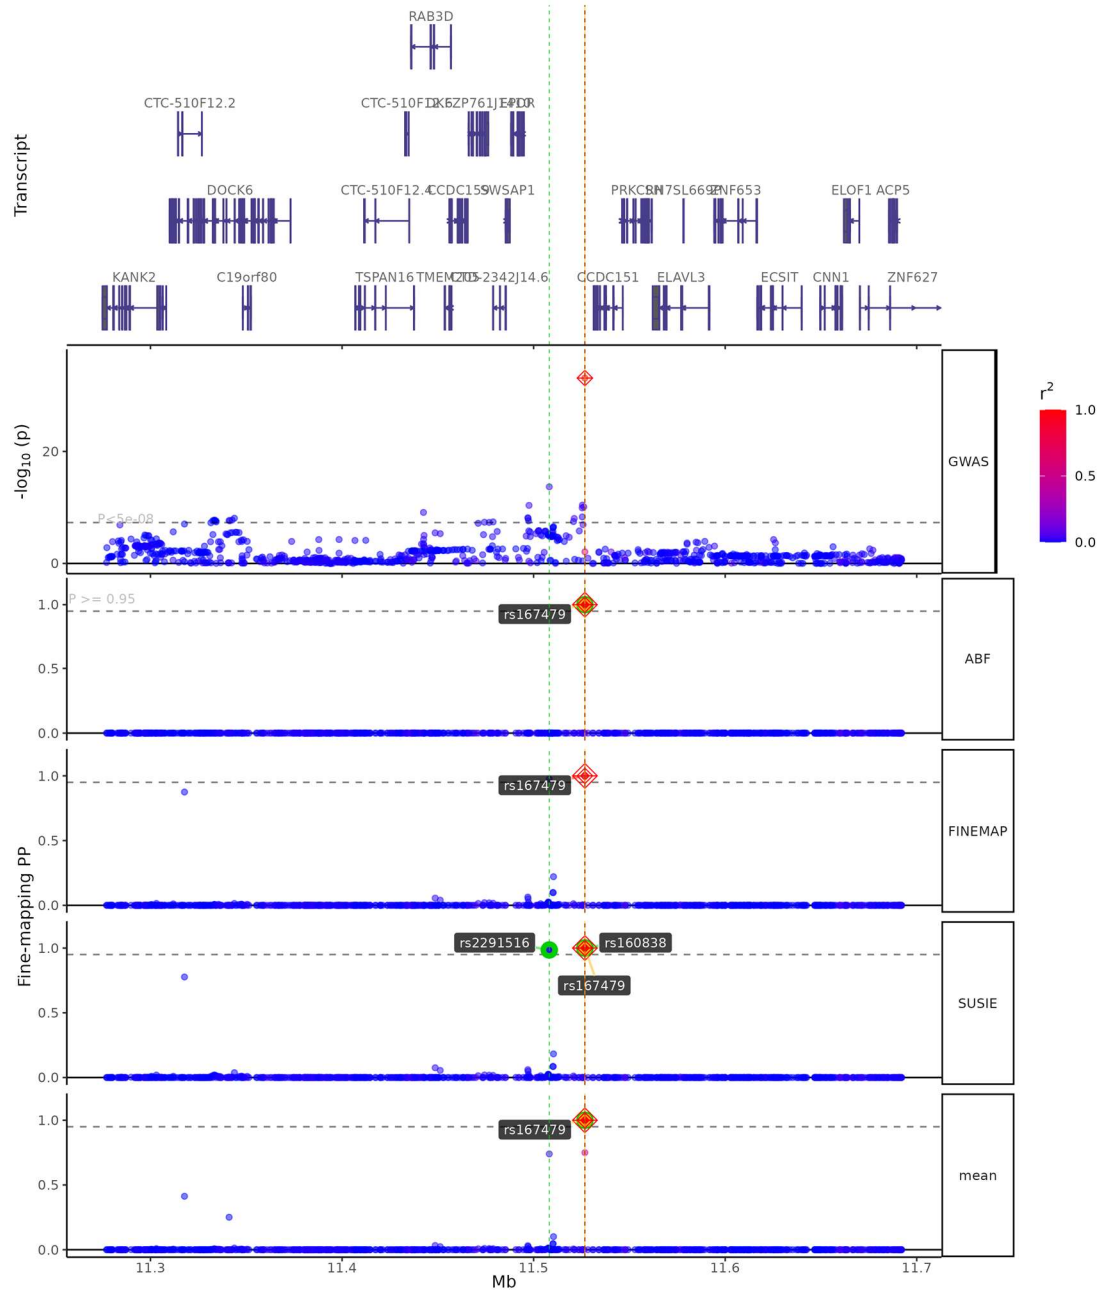 RAB3D
CTC-510F12.2
DOCK6
CTC-510F12.4
SWSAP1
ZNF653
ELOF1 ACP5
KANK2
C19orf80
TSPAN16
CCDC151
ELAVL3
ECSIT
CNN1
ZNF627
Transcript
-log10 (p)
20
0
P<5e-08
GWAS
r2
1.0
0.5
0.0
P >= 0.95
1.0
0.5
0.0
rs167479
ABF
1.0
0.5
0.0
rs167479
FINEMAP
Fine-mapping PP
1.0
0.5
0.0
rs2291516
rs160838
rs167479
SUSIE
1.0
0.5
0.0
rs167479
mean
11.3
11.4
11.5
11.6
11.7
Mb